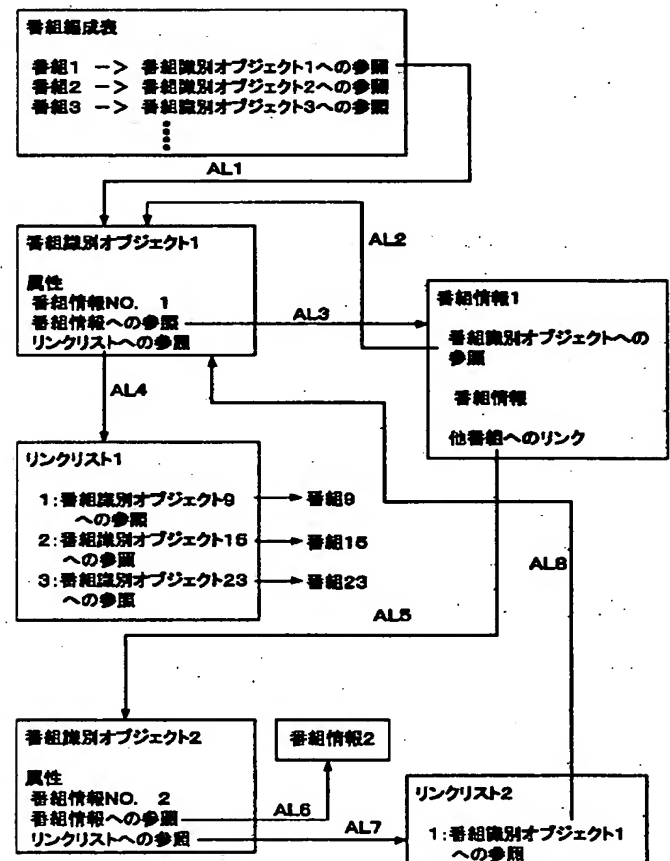 番組編成表
番組1 －> 番組識別オブジェクト1への参照
番組2 －> 番組識別オブジェクト2への参照
番組3 －> 番組識別オブジェクト3への参照
AL1
番組識別オブジェクト1
属性
番組情報NO. 1
番組情報への参照
リンクリストへの参照
AL2
AL3
番組情報1
番組識別オブジェクトへの
参照
番組情報
他番組へのリンク
AL4
リンクリスト1
1:番組識別オブジェクト9
への参照
番組9
2:番組識別オブジェクト16
への参照
番組16
3:番組識別オブジェクト23
への参照
番組23
AL8
AL5
番組識別オブジェクト2
属性
番組情報NO. 2
番組情報への参照
リンクリストへの参照
番組情報2
AL6
AL7
リンクリスト2
1:番組識別オブジェクト1
への参照